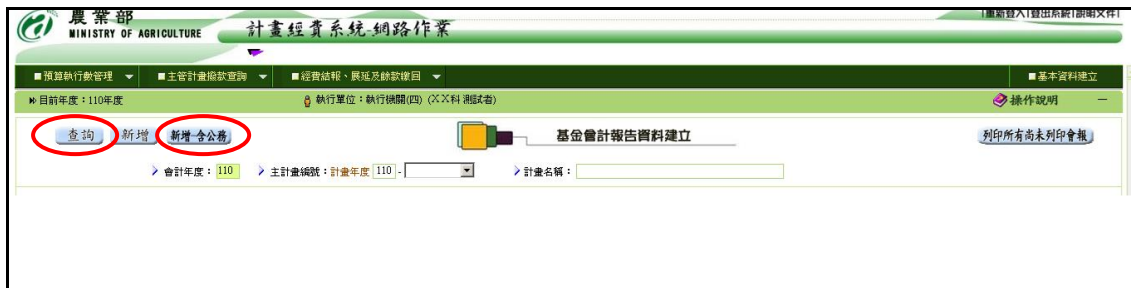 農業部
MINISTRY OF AGRICULTURE
計畫經費系統-網路作業
|重新登入|登出系統|說明文件|
■預算執行數管理 ■主管計畫撥款查詢 ■經費結報、展延及餘款繳回 ■基本資料建立
目前年度：110年度 執行單位：執行機關(四) (XX科 測試者) 操作說明
查詢 新增 新增-含公務 基金會計報告資料建立 列印所有尚未列印會報
會計年度：110 主計畫編號：計畫年度 110 - 計畫名稱：